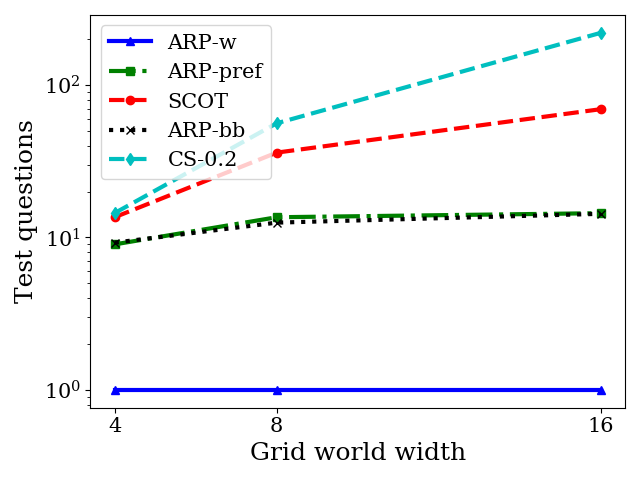 ARP-w
ARP-pref
SCOT
ARP-bb
CS-0.2
Test questions
10²
10¹
10⁰
4 8 16
Grid world width